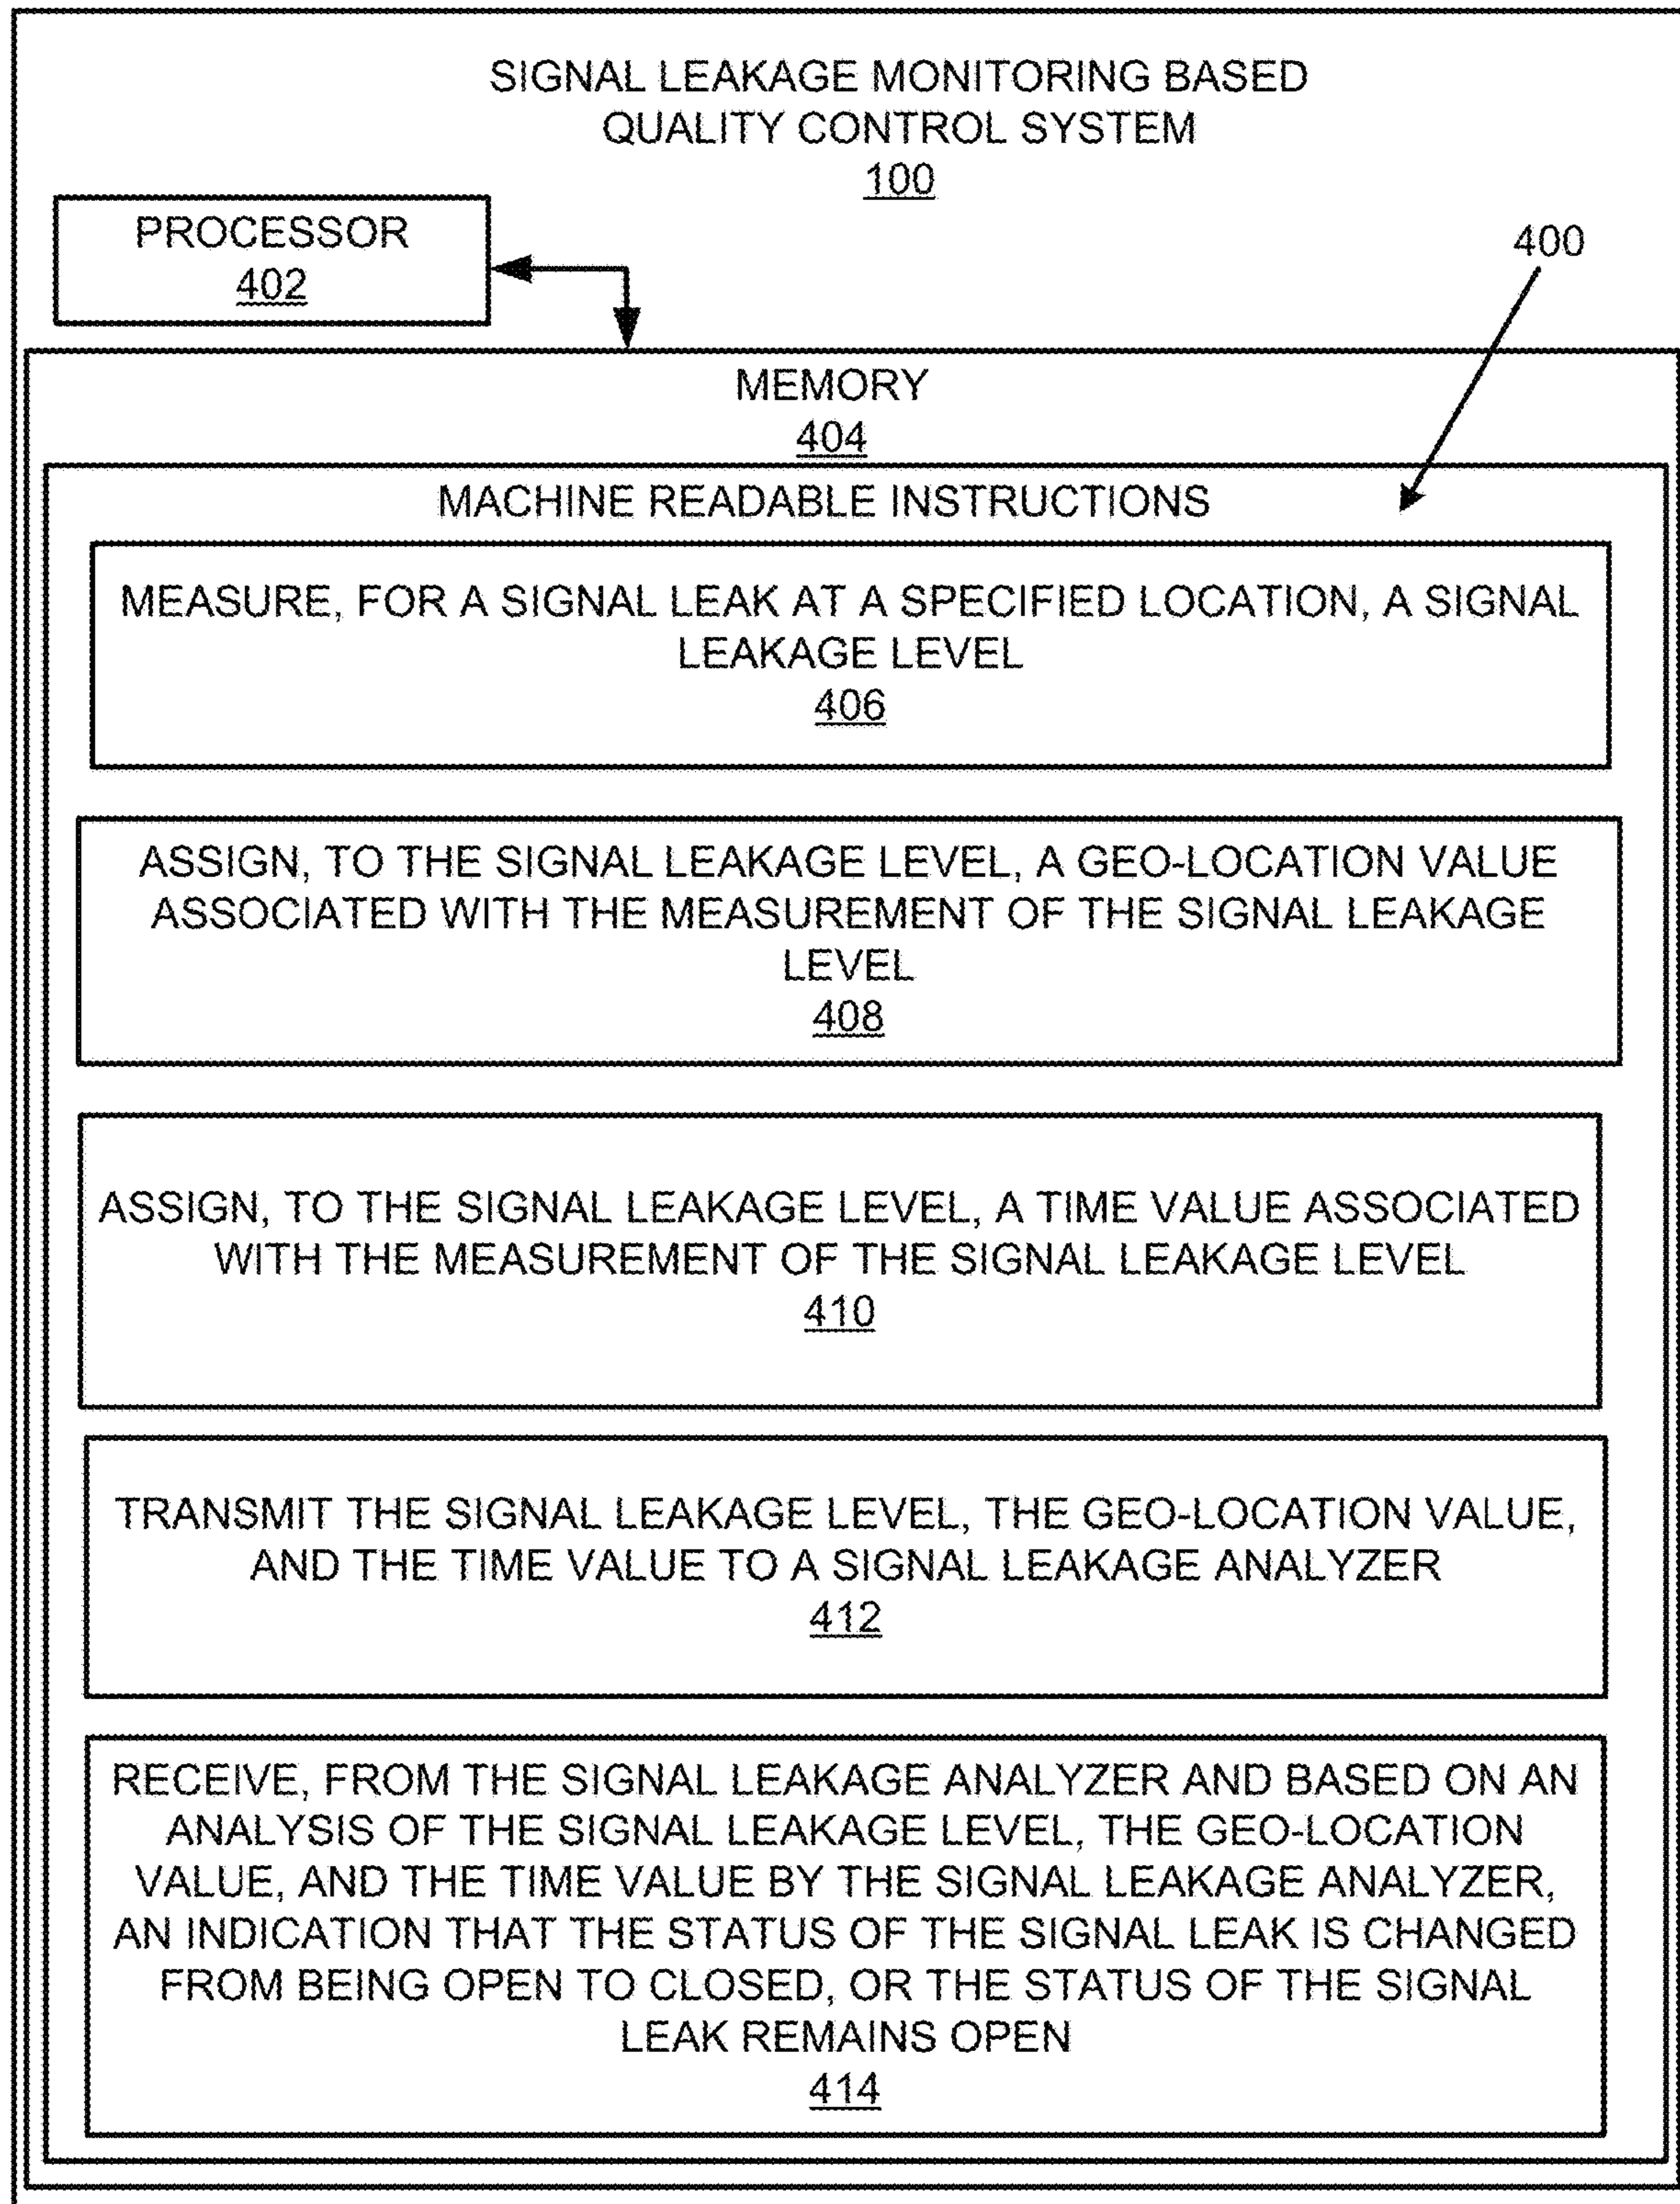 SIGNAL LEAKAGE MONITORING BASED
QUALITY CONTROL SYSTEM
100
PROCESSOR
402
400
MEMORY
404
MACHINE READABLE INSTRUCTIONS
MEASURE, FOR A SIGNAL LEAK AT A SPECIFIED LOCATION, A SIGNAL
LEAKAGE LEVEL
406
ASSIGN, TO THE SIGNAL LEAKAGE LEVEL, A GEO-LOCATION VALUE
ASSOCIATED WITH THE MEASUREMENT OF THE SIGNAL LEAKAGE
LEVEL
408
ASSIGN, TO THE SIGNAL LEAKAGE LEVEL, A TIME VALUE ASSOCIATED
WITH THE MEASUREMENT OF THE SIGNAL LEAKAGE LEVEL
410
TRANSMIT THE SIGNAL LEAKAGE LEVEL, THE GEO-LOCATION VALUE,
AND THE TIME VALUE TO A SIGNAL LEAKAGE ANALYZER
412
RECEIVE, FROM THE SIGNAL LEAKAGE ANALYZER AND BASED ON AN
ANALYSIS OF THE SIGNAL LEAKAGE LEVEL, THE GEO-LOCATION
VALUE, AND THE TIME VALUE BY THE SIGNAL LEAKAGE ANALYZER,
AN INDICATION THAT THE STATUS OF THE SIGNAL LEAK IS CHANGED
FROM BEING OPEN TO CLOSED, OR THE STATUS OF THE SIGNAL
LEAK REMAINS OPEN
414